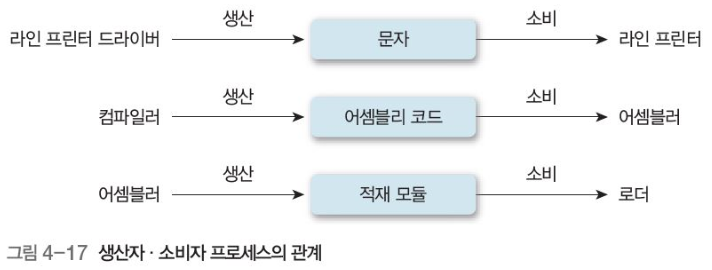 생산 소비
라인 프린터 드라이버 문자 라인 프린터
생산 소비
컴파일러 어셈블리 코드 어셈블러
생산 소비
어셈블러 적재 모듈 로더
그림 4-17 생산자·소비자 프로세스의 관계